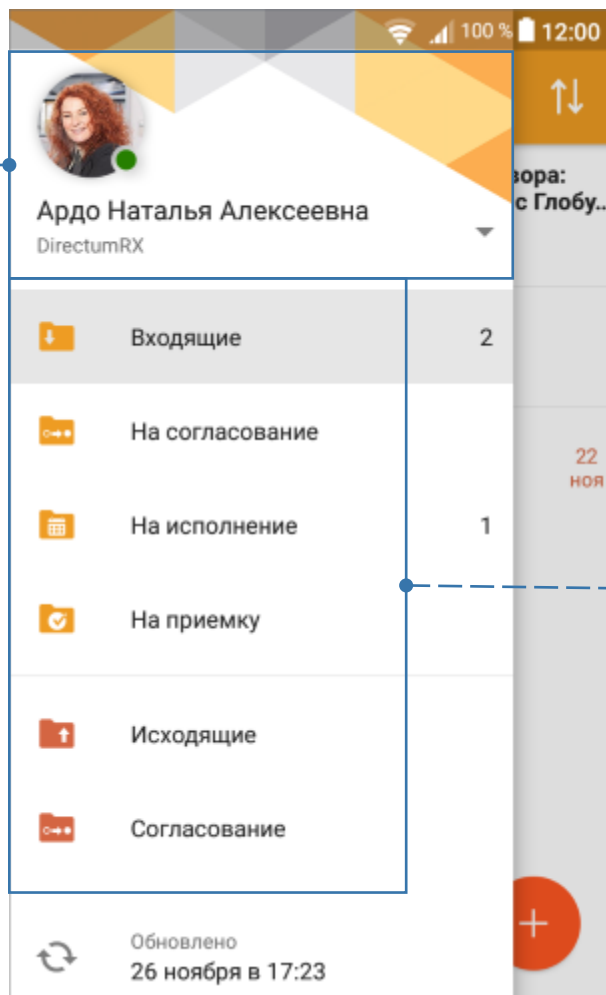 100 % 12:00
вора:
с Глобу..
Ардо Наталья Алексеевна
DirectumRX
Входящие 2
На согласование
22
ноя
На исполнение 1
На приемку
Исходящие
Согласование
Обновлено
26 ноября в 17:23